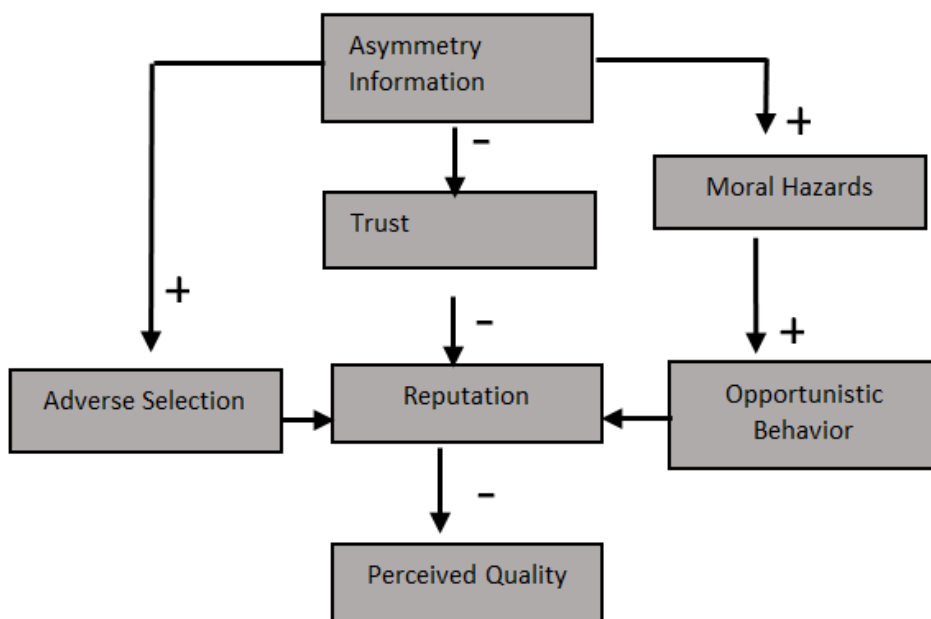 Asymmetry
Information
-
+
Moral Hazards
Trust
+
-
+
Adverse Selection
Reputation
Opportunistic
Behavior
-
Perceived Quality